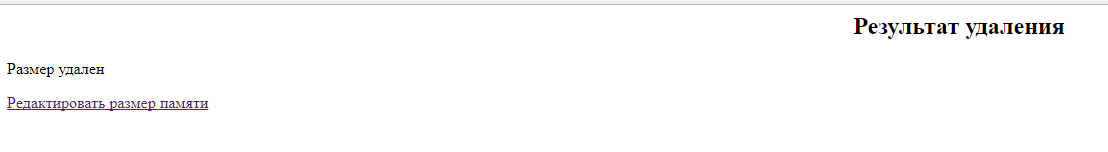 Результат удаления
Размер удален
Редактировать размер памяти